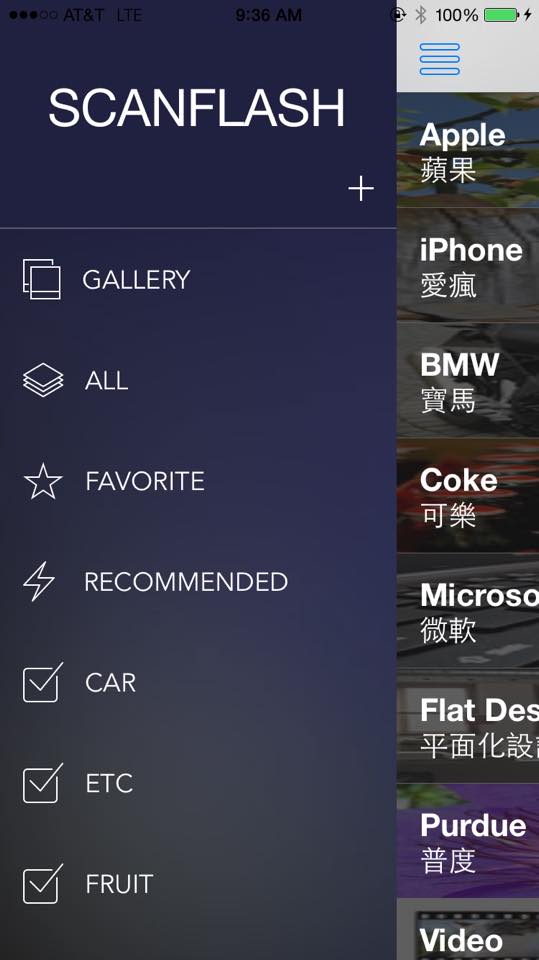 AT&T LTE 9:36 AM 100%
SCANFLASH
GALLERY
ALL
FAVORITE
RECOMMENDED
CAR
ETC
FRUIT
Apple
蘋果
iPhone
愛瘋
BMW
寶馬
Coke
可樂
Microso
微軟
Flat Des
平面化設
Purdue
普度
Video